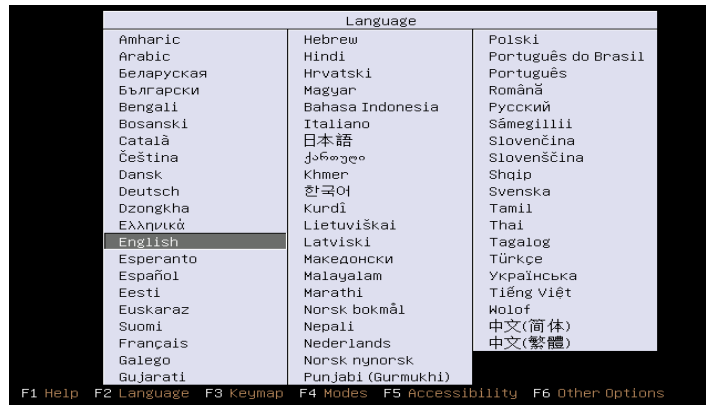 Language
Amharic
Arabic
Беларуская
Български
Bengali
Bosanski
Català
Čeština
Dansk
Deutsch
Dzongkha
Ελληνικά
English
Esperanto
Español
Eesti
Euskaraz
Suomi
Français
Galego
Gujarati
Hebrew
Hindi
Hrvatski
Magyar
Bahasa Indonesia
Italiano
日本語
ქართული
Khmer
한국어
Kurdî
Lietuviškai
Latviski
Македонски
Malayalam
Marathi
Norsk bokmål
Nepali
Nederlands
Norsk nynorsk
Punjabi (Gurmukhi)
Polski
Português do Brasil
Português
Română
Русский
Sámegillii
Slovenčina
Slovenščina
Shqip
Svenska
Tamil
Thai
Tagalog
Türkçe
Українська
Tiếng Việt
Wolof
中文(简体)
中文(繁體)
F1 Help F2 Language F3 Keymap F4 Modes F5 Accessibility F6 Other Options